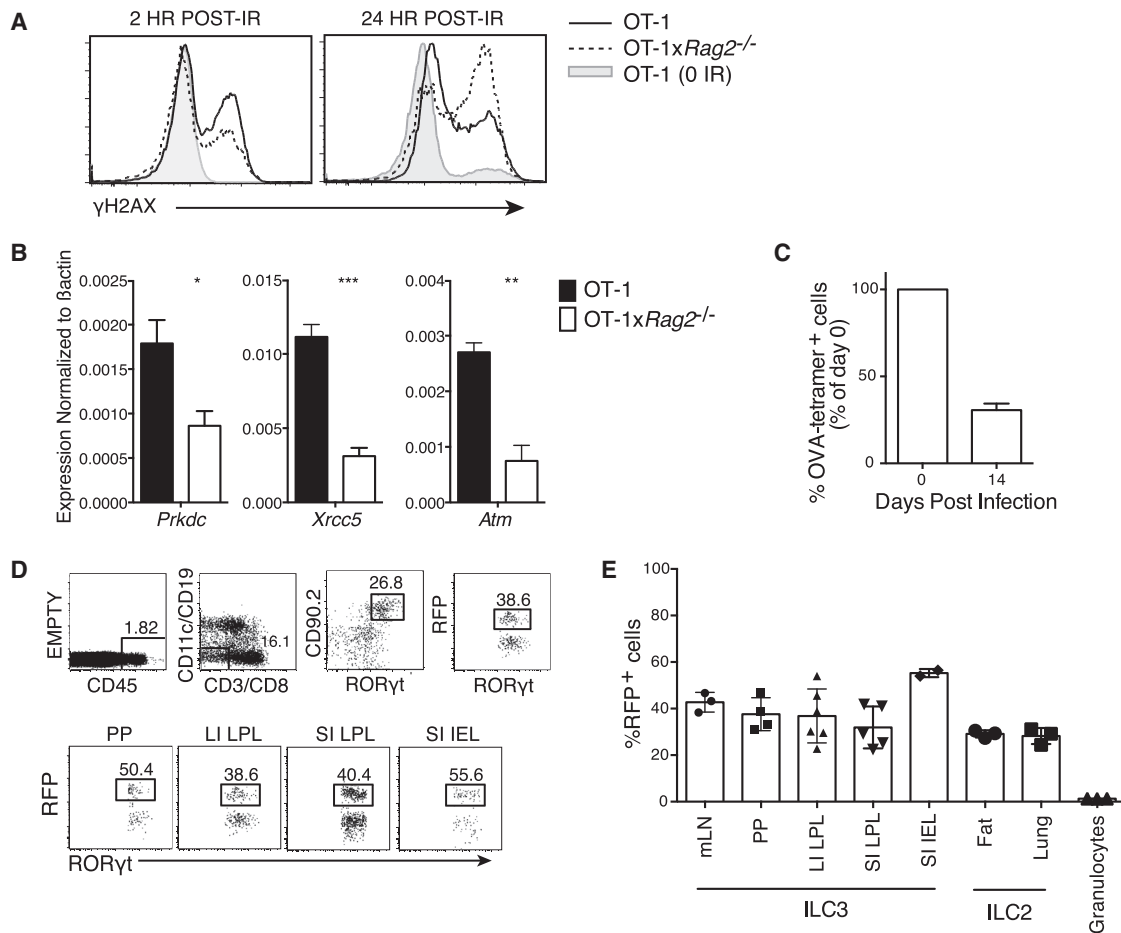 A
2 HR POST-IR
24 HR POST-IR
OT-1
OT-1xRag2-/-
OT-1 (0 IR)
γH2AX
B
Expression Normalized to ßactin
0.0025
0.0020
0.0015
0.0010
0.0005
0.0000
*
Prkdc
0.015
0.010
0.005
0.000
***
Xrcc5
0.004
0.003
0.002
0.001
0.000
**
Atm
OT-1
OT-1xRag2-/-
C
% OVA-tetramer+ cells
(% of day 0)
100
50
0
0
14
Days Post Infection
D
EMPTY
1.82
CD45
CD11c/CD19
16.1
CD3/CD8
CD90.2
26.8
RORγt
RFP
38.6
RORγt
PP
LI LPL
SI LPL
SI IEL
RFP
50.4
38.6
40.4
55.6
RORγt
E
%RFP+ cells
100
80
60
40
20
0
mLN
PP
LI LPL
SI LPL
SI IEL
Fat
Lung
Granulocytes
ILC3
ILC2